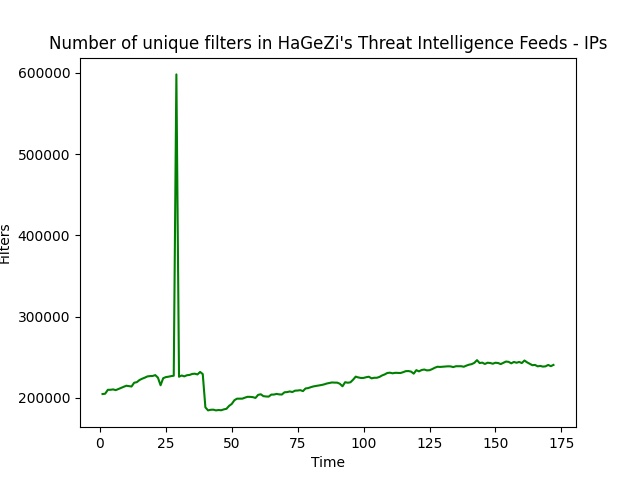 Number of unique filters in HaGeZi's Threat Intelligence Feeds - IPs
600000
500000
400000
300000
200000
Filters
0 25 50 75 100 125 150 175
Time